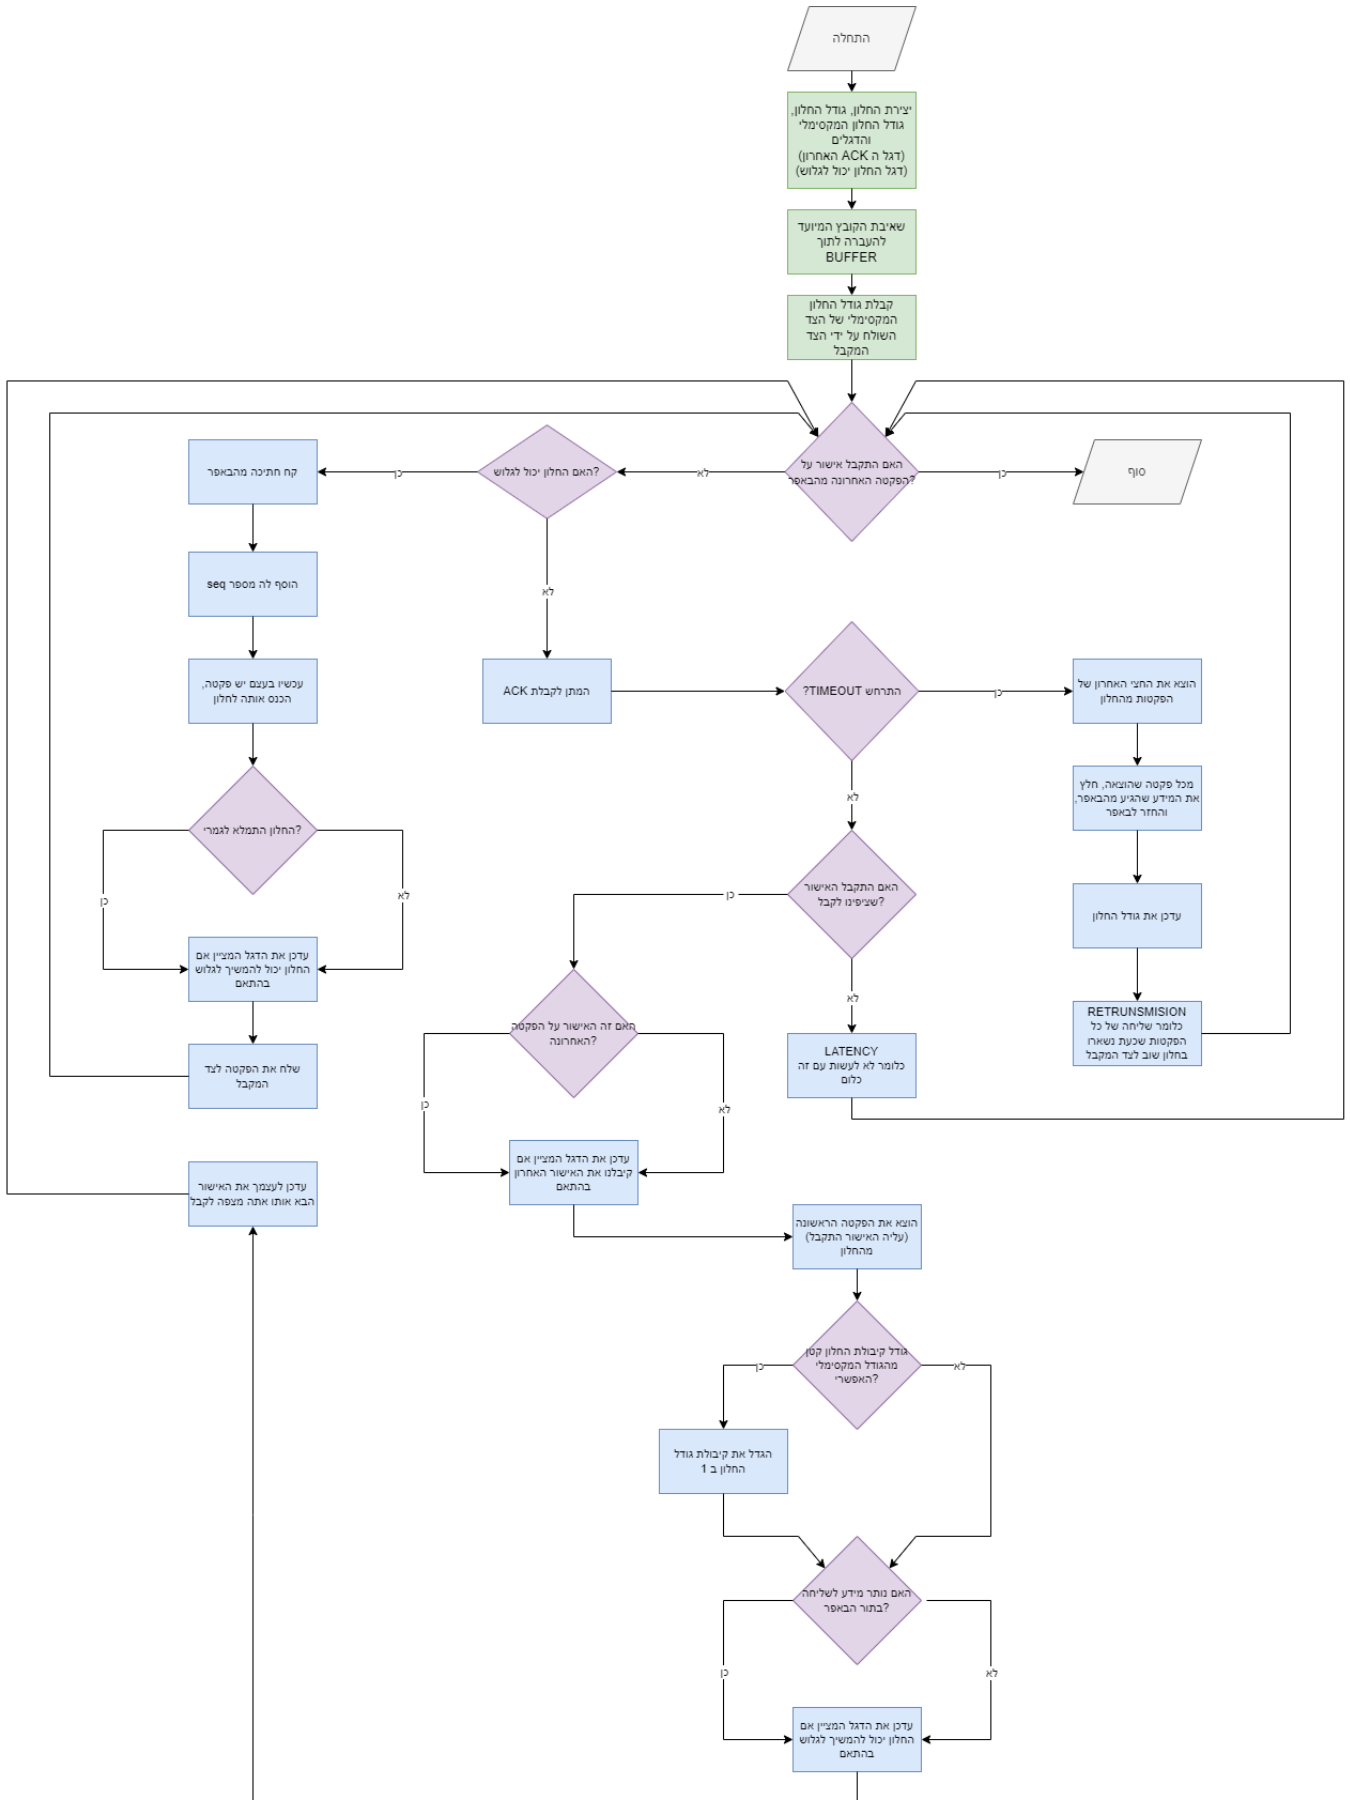 התחלה
יצירת החלון, גודל החלון,
גודל החלון המקסימלי
והדגלים
(דגל ה ACK האחרון)
(דגל החלון יכול לגלוש)
שאיבת הקובץ המיועד
להעברה לתוך
BUFFER
קבלת גודל החלון
המקסימלי של הצד
השולח על ידי הצד
המקבל
האם התקבל אישור על
הפקטה האחרונה מהבאפר?
כן
סוף
לא
האם החלון יכול לגלוש?
כן
קח חתיכה מהבאפר
הוסף לה מספר seq
עכשיו בעצם יש פקטה,
הכנס אותה לחלון
החלון התמלא לגמרי?
כן
לא
עדכן את הדגל המציין אם
החלון יכול להמשיך לגלוש
בהתאם
שלח את הפקטה לצד
המקבל
לא
המתן לקבלת ACK
התרחש TIMEOUT?
כן
הוצא את החצי האחרון של
הפקטות מהחלון
מכל פקטה שהוצאה, חלץ
את המידע שהגיע מהבאפר,
והחזר לבאפר
עדכן את גודל החלון
RETRUNSMISION
כלומר שליחה של כל
הפקטות שכעת נשארו
בחלון שוב לצד המקבל
לא
האם התקבל האישור
שציפינו לקבל?
לא
LATENCY
כלומר לא לעשות עם זה
כלום
כן
האם זה האישור על הפקטה
האחרונה?
כן
לא
עדכן את הדגל המציין אם
קיבלנו את האישור האחרון
בהתאם
הוצא את הפקטה הראשונה
(עליה האישור התקבל)
מהחלון
גודל קיבולת החלון קטן
מהגודל המקסימלי
האפשרי?
כן
לא
הגדל את קיבולת גודל
החלון ב 1
האם נותר מידע לשליחה
בתור הבאפר?
כן
לא
עדכן את הדגל המציין אם
החלון יכול להמשיך לגלוש
בהתאם
עדכן לעצמך את האישור
הבא אותו אתה מצפה לקבל